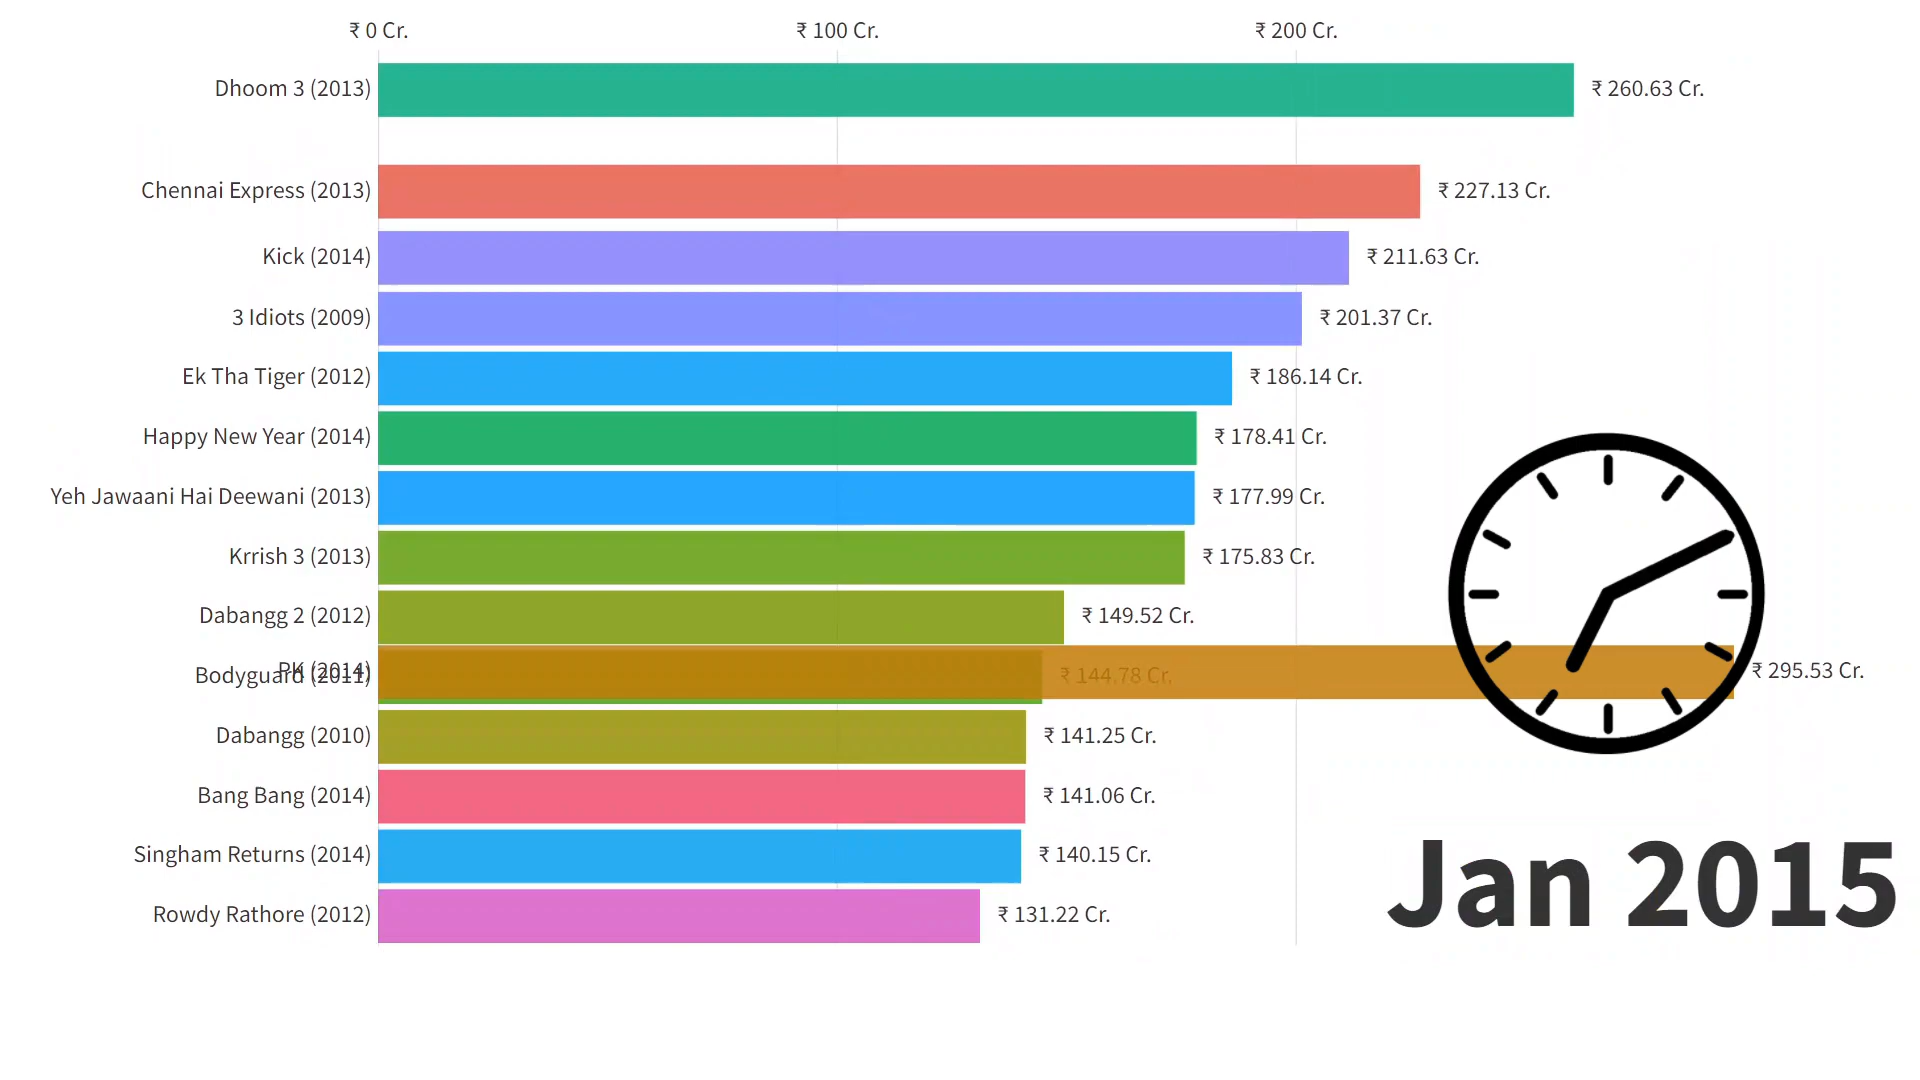 ₹ 0 Cr. ₹ 100 Cr. ₹ 200 Cr.
Dhoom 3 (2013) ₹ 260.63 Cr.
Chennai Express (2013) ₹ 227.13 Cr.
Kick (2014) ₹ 211.63 Cr.
3 Idiots (2009) ₹ 201.37 Cr.
Ek Tha Tiger (2012) ₹ 186.14 Cr.
Happy New Year (2014) ₹ 178.41 Cr.
Yeh Jawaani Hai Deewani (2013) ₹ 177.99 Cr.
Krrish 3 (2013) ₹ 175.83 Cr.
Dabangg 2 (2012) ₹ 149.52 Cr.
PK (2014) ₹ 295.53 Cr.
Bodyguard (2011) ₹ 144.78 Cr.
Dabangg (2010) ₹ 141.25 Cr.
Bang Bang (2014) ₹ 141.06 Cr.
Singham Returns (2014) ₹ 140.15 Cr.
Rowdy Rathore (2012) ₹ 131.22 Cr.
Jan 2015